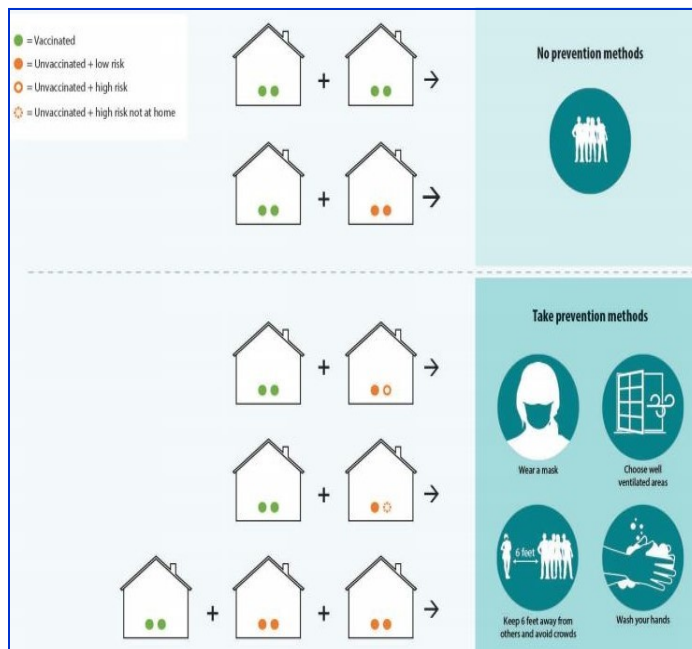 = Vaccinated
= Unvaccinated + low risk
= Unvaccinated + high risk
= Unvaccinated + high risk not at home
+
No prevention methods
+
+
Take prevention methods
+
Wear a mask
Choose well
ventilated areas
+ +
6 feet
Keep 6 feet away from
others and avoid crowds
Wash your hands